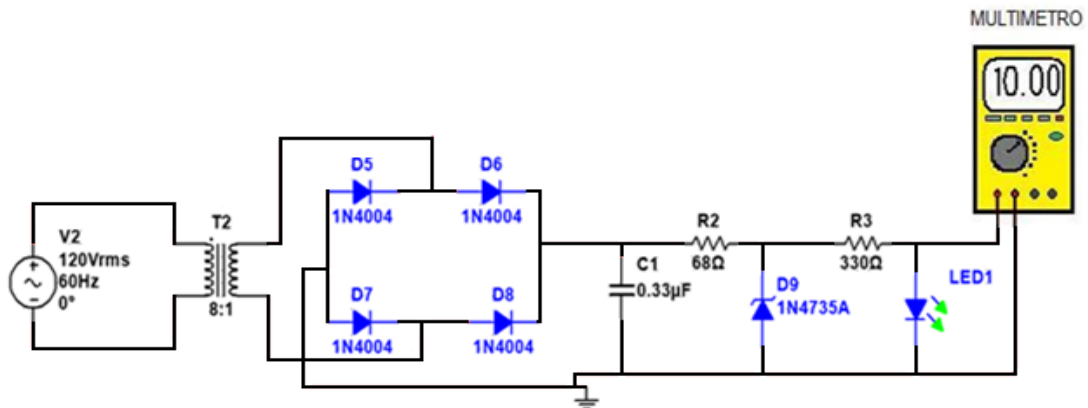 MULTIMETRO
10.00
D5
1N4004
D6
1N4004
V2
120Vrms
60Hz
0°
T2
8:1
D7
1N4004
D8
1N4004
C1
0.33µF
R2
68Ω
D9
1N4735A
R3
330Ω
LED1